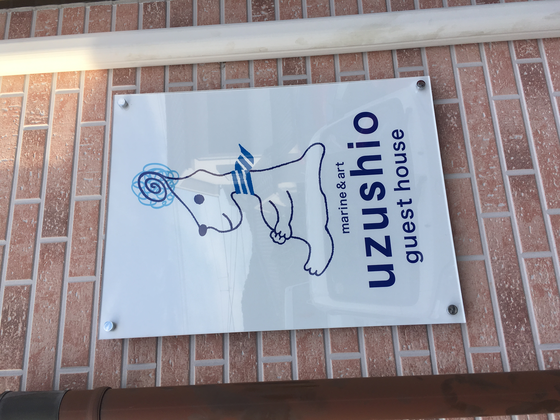 marine & art
uzushio
guest house